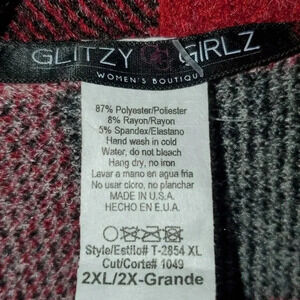 GLITZY GIRLZ
WOMEN'S BOUTIQUE
87% Polyester/Poliester
8% Rayon/Rayon
5% Spandex/Elastano
Hand wash in cold
Water, do not bleach
Hang dry, no iron
Lavar a mano en agua fria
No usar cloro, no planchar
MADE IN U.S.A.
HECHO EN E.U.A.
Style/Estilo# T-2854 XL
Cut/Corte# 1049
2XL/2X-Grande